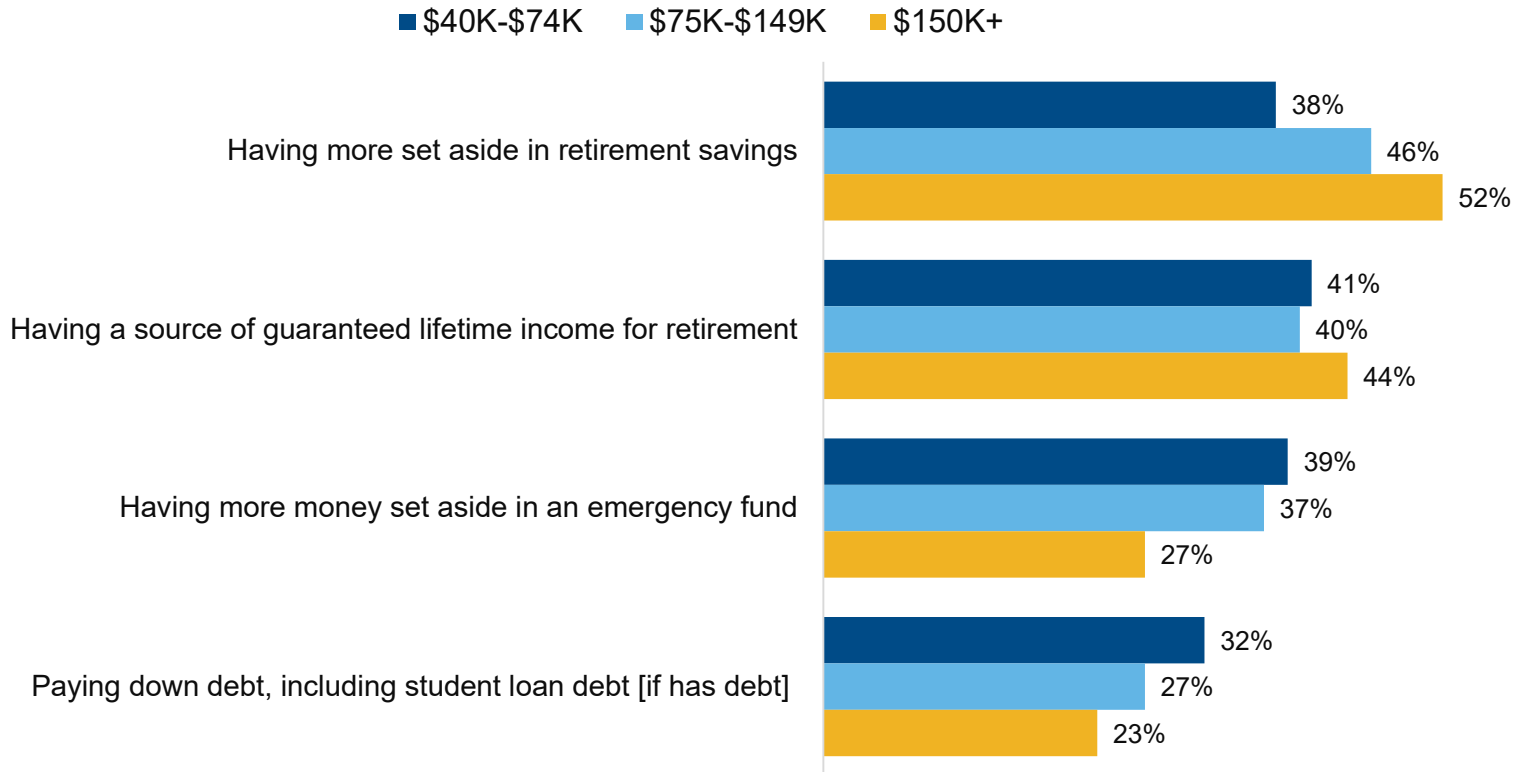 $40K-$74K $75K-$149K $150K+
Having more set aside in retirement savings
38%
46%
52%
Having a source of guaranteed lifetime income for retirement
41%
40%
44%
Having more money set aside in an emergency fund
39%
37%
27%
Paying down debt, including student loan debt [if has debt]
32%
27%
23%